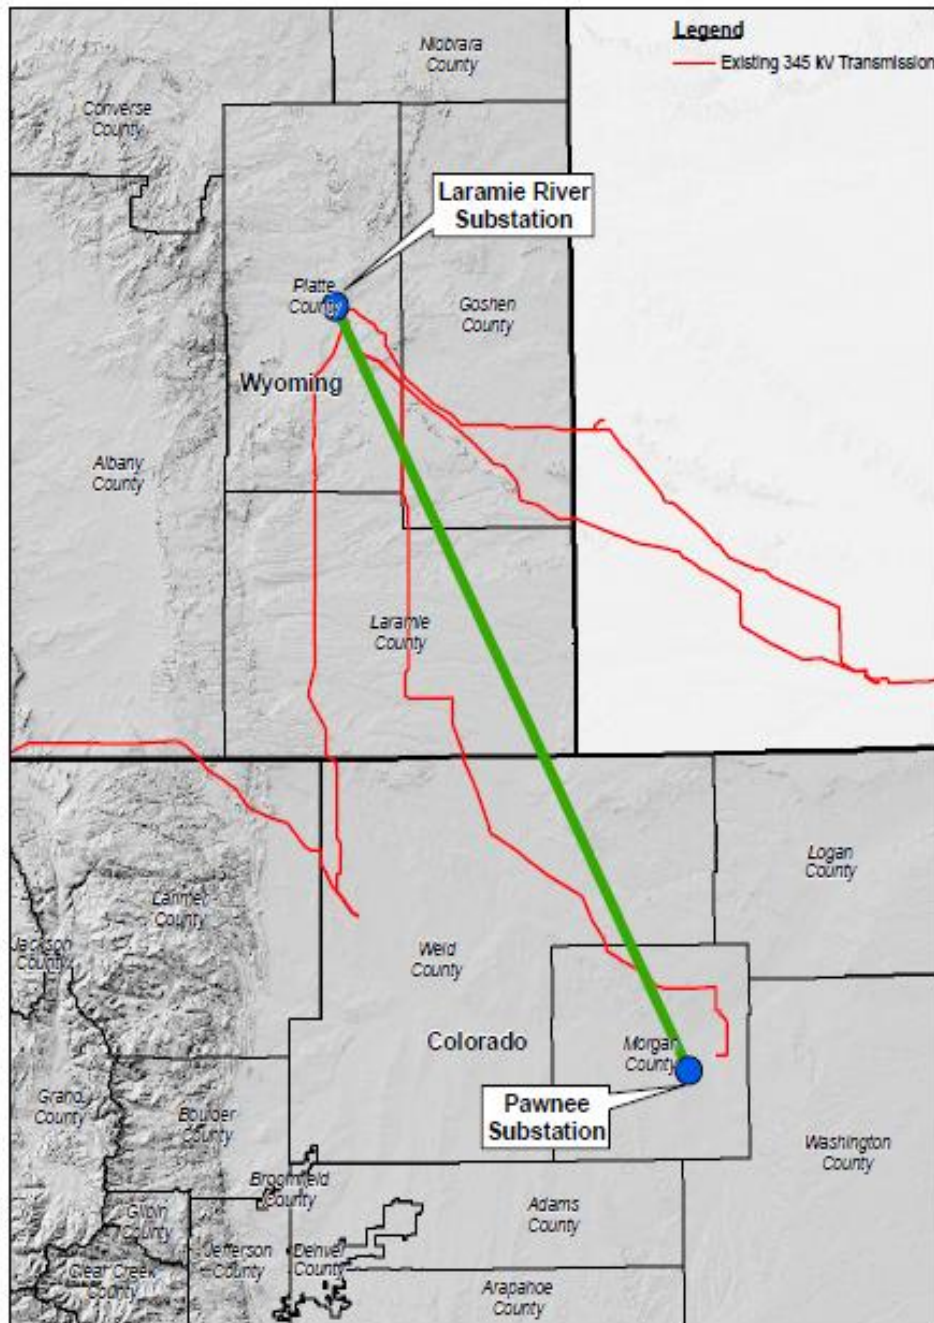 Legend
Existing 345 kV Transmission
Niobrara
County
Converse
County
Laramie River
Substation
Platte
County
Goshen
County
Wyoming
Albany
County
Laramie
County
Logan
County
Larimer
County
Jackson
County
Weld
County
Colorado
Morgan
County
Grand
County
Boulder
County
Pawnee
Substation
Washington
County
Broomfield
County
Gilpin
County
Adams
County
Jefferson
County
Denver
County
Clear Creek
County
Arapahoe
County